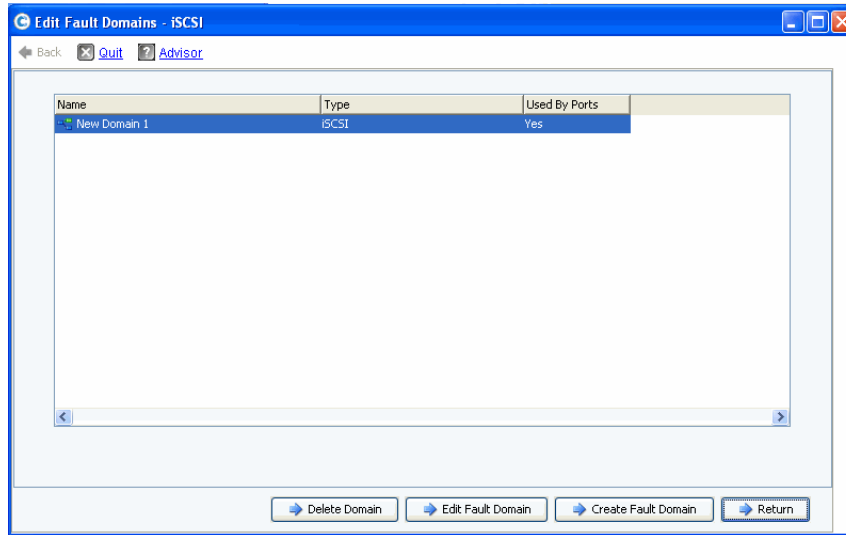 Edit Fault Domains - iSCSI
Back Quit ? Advisor
Name Type Used By Ports
New Domain 1 iSCSI Yes
Delete Domain Edit Fault Domain Create Fault Domain Return